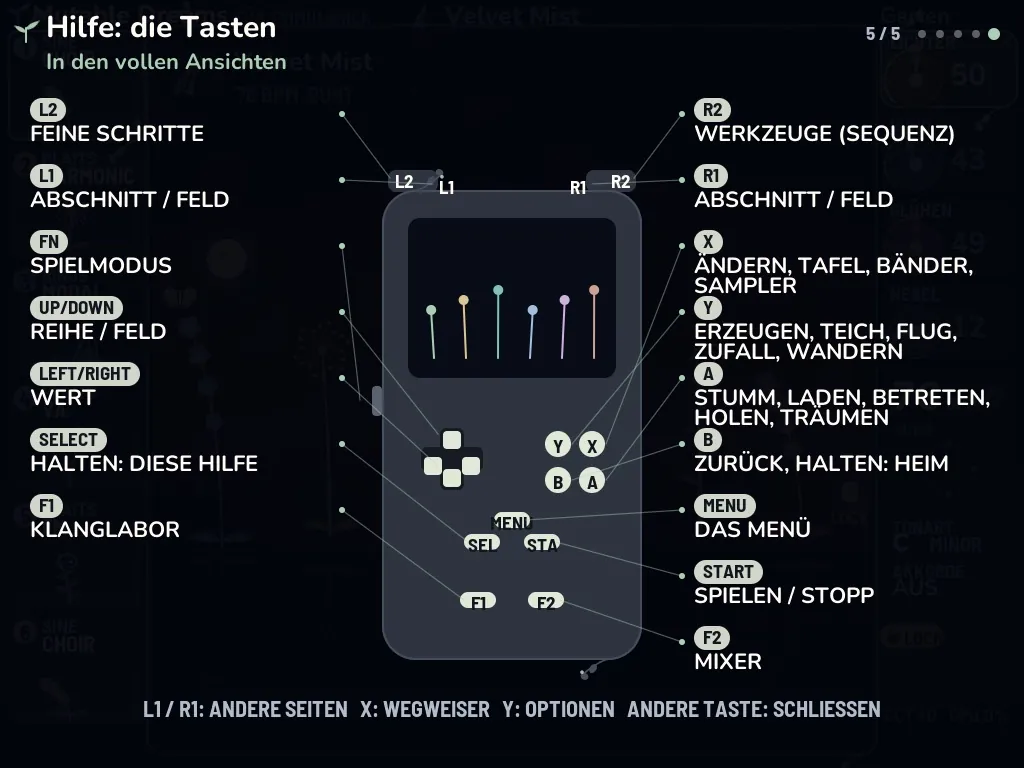 Hilfe: die Tasten
In den vollen Ansichten
5 / 5
L2
FEINE SCHRITTE
L1
ABSCHNITT / FELD
FN
SPIELMODUS
UP/DOWN
REIHE / FELD
LEFT/RIGHT
WERT
SELECT
HALTEN: DIESE HILFE
F1
KLANGLABOR
L2
L1
R1
R2
Y
X
B
A
MENU
SEL
STA
F1
F2
R2
WERKZEUGE (SEQUENZ)
R1
ABSCHNITT / FELD
X
ÄNDERN, TAFEL, BÄNDER,
SAMPLER
Y
ERZEUGEN, TEICH, FLUG,
ZUFALL, WANDERN
A
STUMM, LADEN, BETRETEN,
HOLEN, TRÄUMEN
B
ZURÜCK, HALTEN: HEIM
MENU
DAS MENÜ
START
SPIELEN / STOPP
F2
MIXER
L1 / R1: ANDERE SEITEN X: WEGWEISER Y: OPTIONEN ANDERE TASTE: SCHLIESSEN